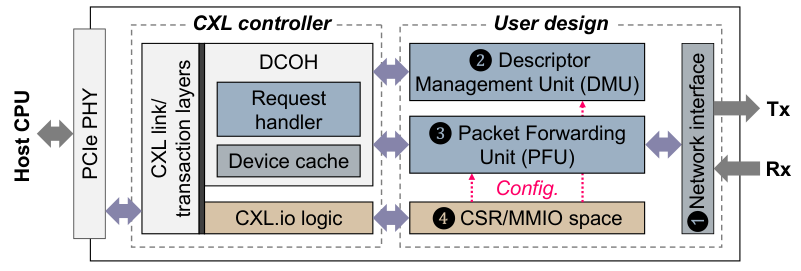 CXL controller
User design
Host CPU
PCIe PHY
CXL link/
transaction layers
DCOH
Request
handler
Device cache
CXL.io logic
❷ Descriptor
Management Unit (DMU)
❸ Packet Forwarding
Unit (PFU)
Config.
❹ CSR/MMIO space
❶ Network interface
Tx
Rx